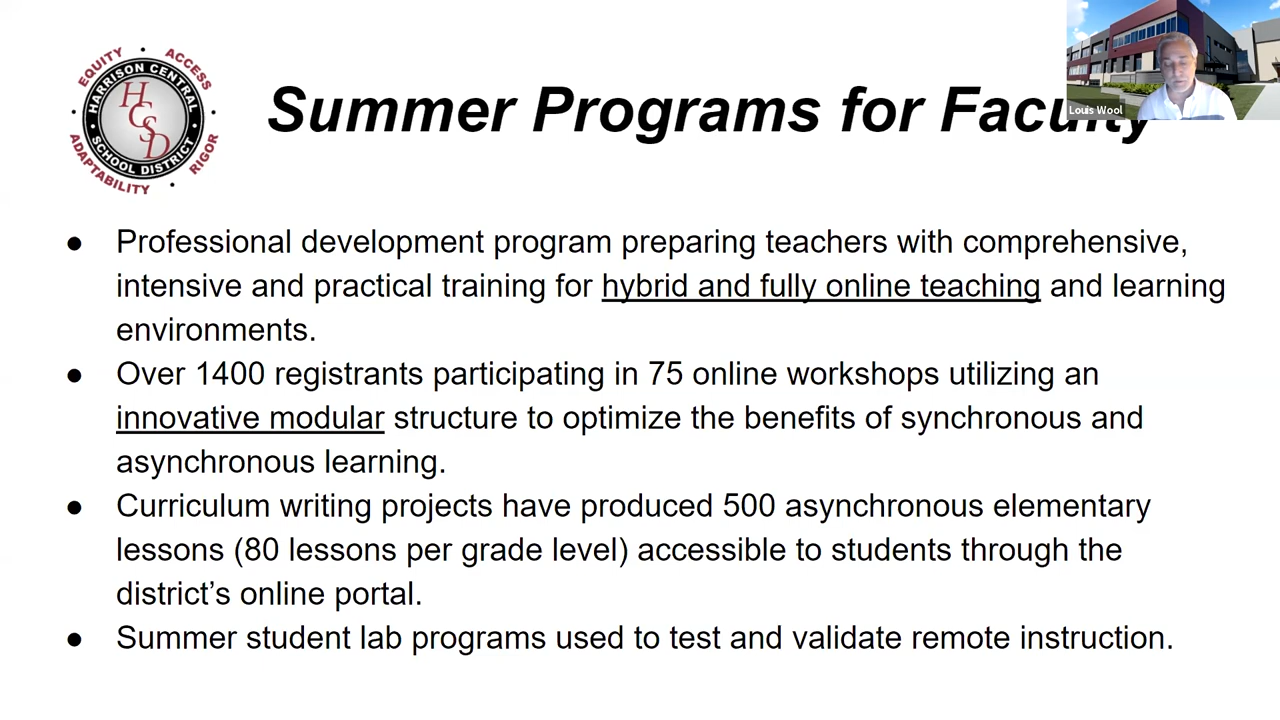 EQUITY • ACCESS • RIGOR • ADAPTABILITY •
HARRISON CENTRAL
• SCHOOL DISTRICT •
HCSD
Summer Programs for Faculty
Louis Wool
● Professional development program preparing teachers with comprehensive,
intensive and practical training for hybrid and fully online teaching and learning
environments.
● Over 1400 registrants participating in 75 online workshops utilizing an
innovative modular structure to optimize the benefits of synchronous and
asynchronous learning.
● Curriculum writing projects have produced 500 asynchronous elementary
lessons (80 lessons per grade level) accessible to students through the
district’s online portal.
● Summer student lab programs used to test and validate remote instruction.